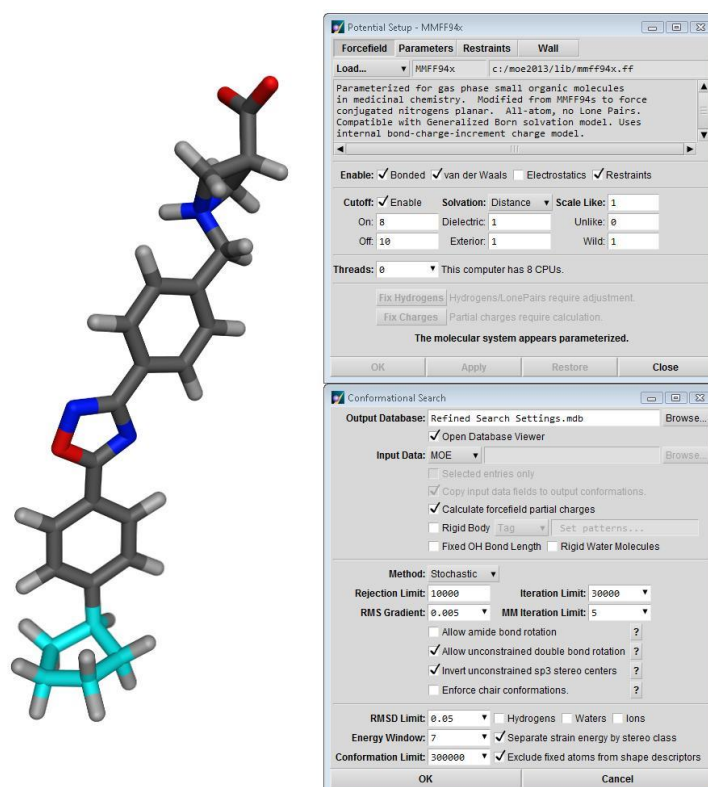 Potential Setup - MMFF94x
Forcefield Parameters Restraints Wall
Load... MMFF94x c:/moe2013/lib/mmff94x.ff
Parameterized for gas phase small organic molecules
in medicinal chemistry. Modified from MMFF94s to force
conjugated nitrogens planar. All-atom, no Lone Pairs.
Compatible with Generalized Born solvation model. Uses
internal bond-charge-increment charge model.
Enable: Bonded van der Waals Electrostatics Restraints
Cutoff: Enable Solvation: Distance Scale Like: 1
On: 8 Dielectric: 1 Unlike: 0
Off: 10 Exterior: 1 Wild: 1
Threads: 0 This computer has 8 CPUs.
Fix Hydrogens Hydrogens/LonePairs require adjustment.
Fix Charges Partial charges require calculation.
The molecular system appears parameterized.
OK Apply Restore Close
Conformational Search
Output Database: Refined Search Settings.mdb Browse...
Open Database Viewer
Input Data: MOE Browse...
Selected entries only
Copy input data fields to output conformations.
Calculate forcefield partial charges
Rigid Body Tag Set patterns...
Fixed OH Bond Length Rigid Water Molecules
Method: Stochastic
Rejection Limit: 10000 Iteration Limit: 30000
RMS Gradient: 0.005 MM Iteration Limit: 5
Allow amide bond rotation ?
Allow unconstrained double bond rotation ?
Invert unconstrained sp3 stereo centers ?
Enforce chair conformations. ?
RMSD Limit: 0.05 Hydrogens Waters Ions
Energy Window: 7 Separate strain energy by stereo class
Conformation Limit: 300000 Exclude fixed atoms from shape descriptors
OK Cancel